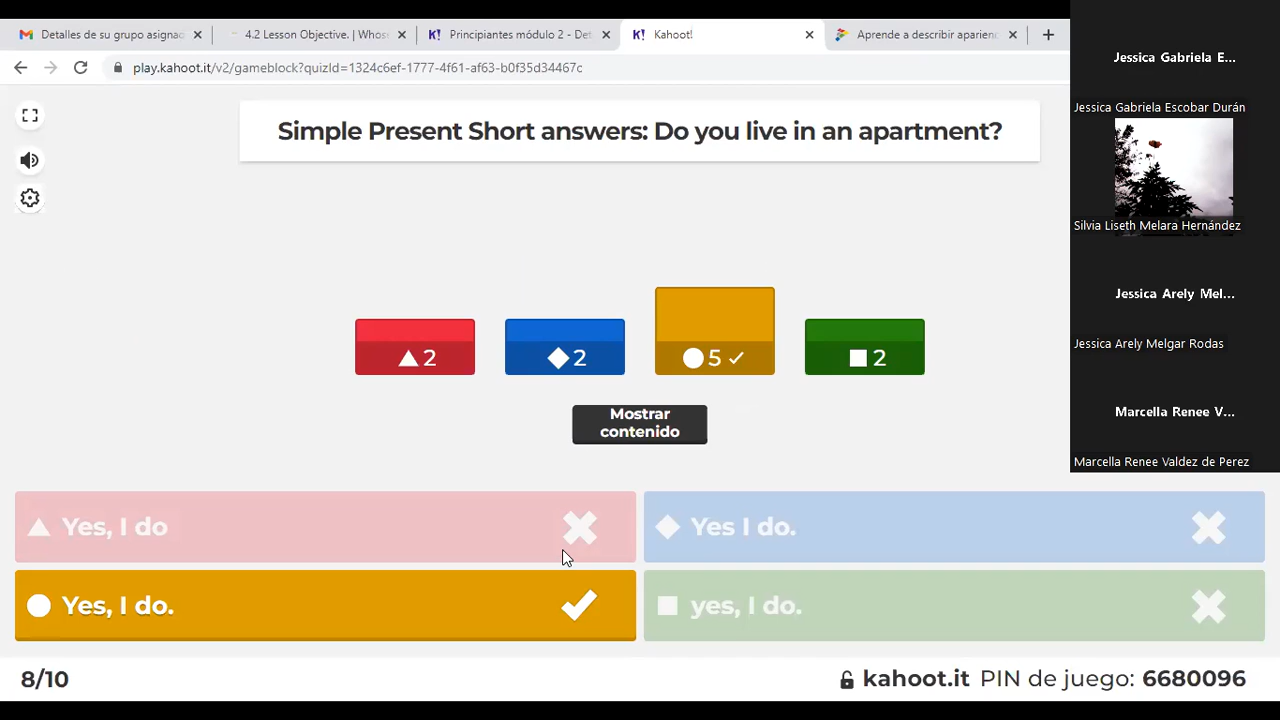 Detalles de su grupo asigna
4.2 Lesson Objective. | Whos
K! Principiantes módulo 2 - Det
K! Kahoot!
Aprende a describir aparien
play.kahoot.it/v2/gameblock?quizId=1324c6ef-1777-4f61-af63-b0f35d34467c
Simple Present Short answers: Do you live in an apartment?
2
2
5
2
Mostrar
contenido
Yes, I do
Yes I do.
Yes, I do.
yes, I do.
8/10
kahoot.it PIN de juego: 6680096
Jessica Gabriela E...
Jessica Gabriela Escobar Durán
Silvia Liseth Melara Hernández
Jessica Arely Mel...
Jessica Arely Melgar Rodas
Marcella Renee V...
Marcella Renee Valdez de Perez